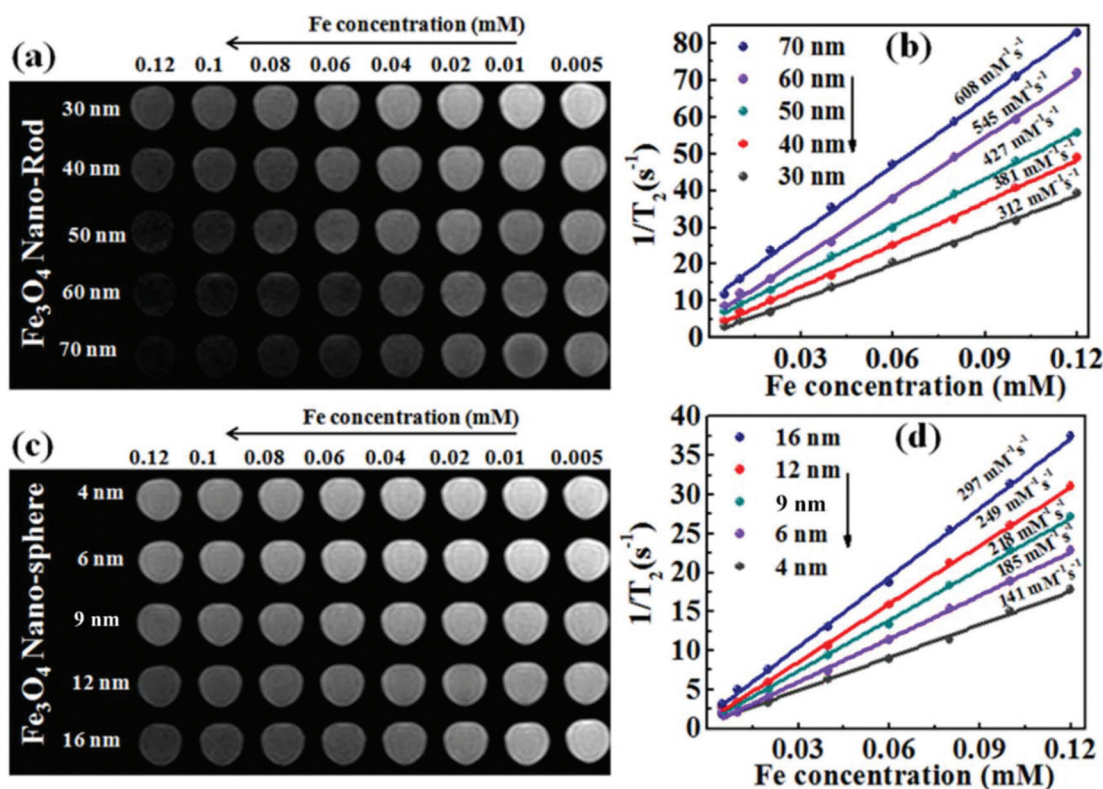 (a)
Fe concentration (mM)
0.12 0.1 0.08 0.06 0.04 0.02 0.01 0.005
Fe₃O₄ Nano-Rod
30 nm
40 nm
50 nm
60 nm
70 nm
(b)
1/T₂(s⁻¹)
80
70
60
50
40
30
20
10
0
70 nm
60 nm
50 nm
40 nm
30 nm
608 mM⁻¹s⁻¹
545 mM⁻¹s⁻¹
427 mM⁻¹s⁻¹
381 mM⁻¹s⁻¹
312 mM⁻¹s⁻¹
0.03 0.06 0.09 0.12
Fe concentration (mM)
(c)
Fe concentration (mM)
0.12 0.1 0.08 0.06 0.04 0.02 0.01 0.005
Fe₃O₄ Nano-sphere
4 nm
6 nm
9 nm
12 nm
16 nm
(d)
1/T₂(s⁻¹)
40
35
30
25
20
15
10
5
0
16 nm
12 nm
9 nm
6 nm
4 nm
297 mM⁻¹s⁻¹
249 mM⁻¹s⁻¹
218 mM⁻¹s⁻¹
185 mM⁻¹s⁻¹
141 mM⁻¹s⁻¹
0.03 0.06 0.09 0.12
Fe concentration (mM)